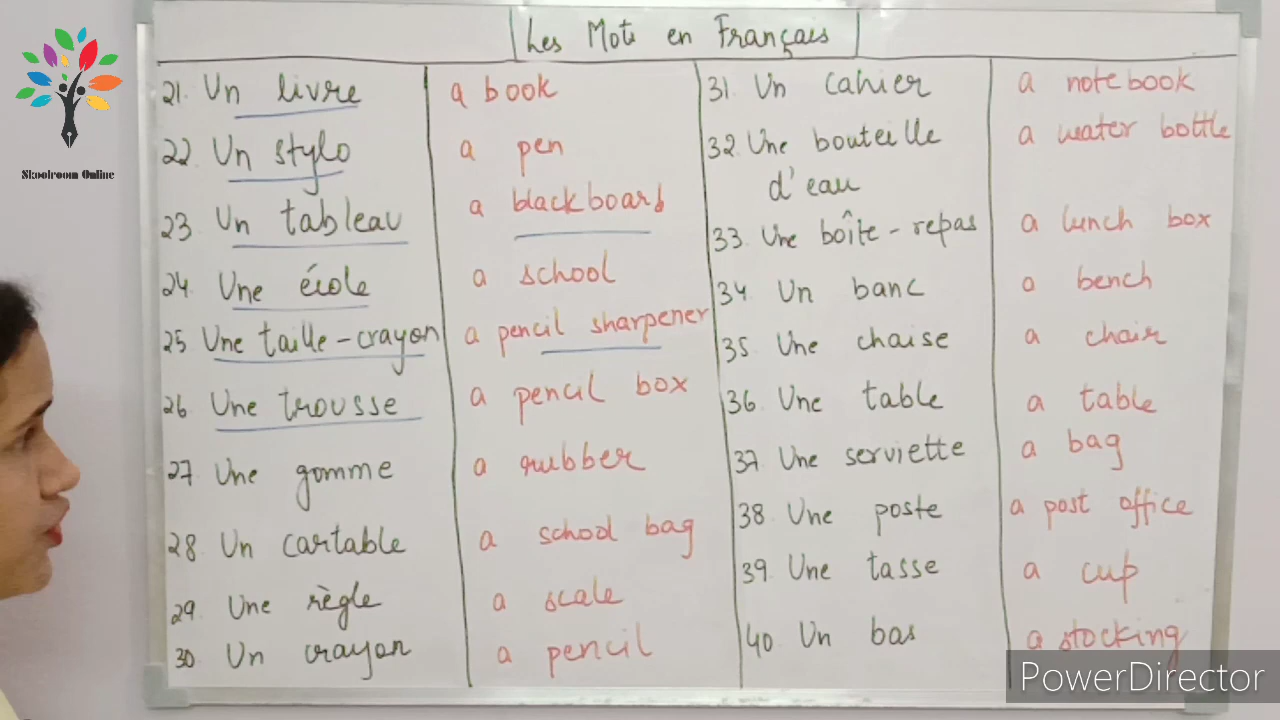 Les Mots en Français
Skoolroom Online
21. Un livre a book
22. Un stylo a pen
23. Un tableau a blackboard
24. Une école a school
25 Une taille-crayon a pencil sharpener
26. Une trousse a pencil box
27. Une gomme a rubber
28. Un cartable a school bag
29. Une règle a scale
30. Un crayon a pencil
31. Un cahier a notebook
32. Une bouteille a water bottle
d'eau
33. Une boîte-repas a lunch box
34 Un banc a bench
35. Une chaise a chair
36. Une table a table
37. Une serviette a bag
38. Une poste a post office
39. Une tasse a cup
40. Un bas a stocking
PowerDirector